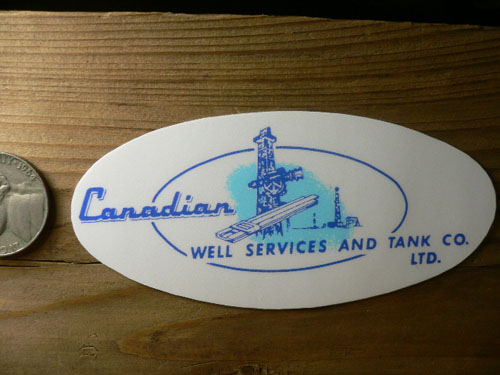 Canadian
WELL SERVICES AND TANK CO.
LTD.